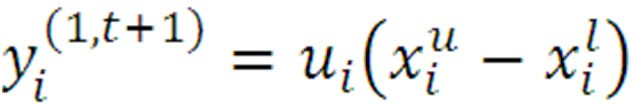 y_i^{(1,t+1)} = u_i(x_i^u − x_i^l)